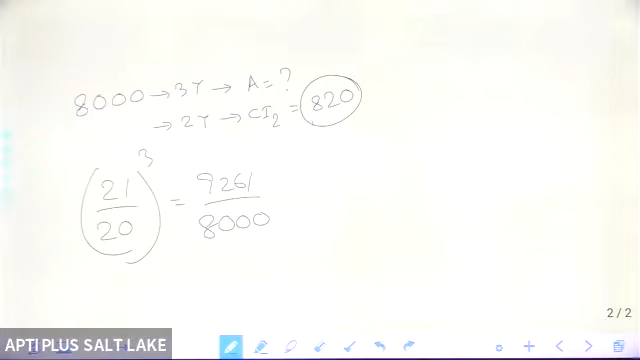 8000 → 3Y → A = ?
→ 2Y → CI₂ = 820
(21/20)³ = 9261/8000
2 / 2
APTI PLUS SALT LAKE